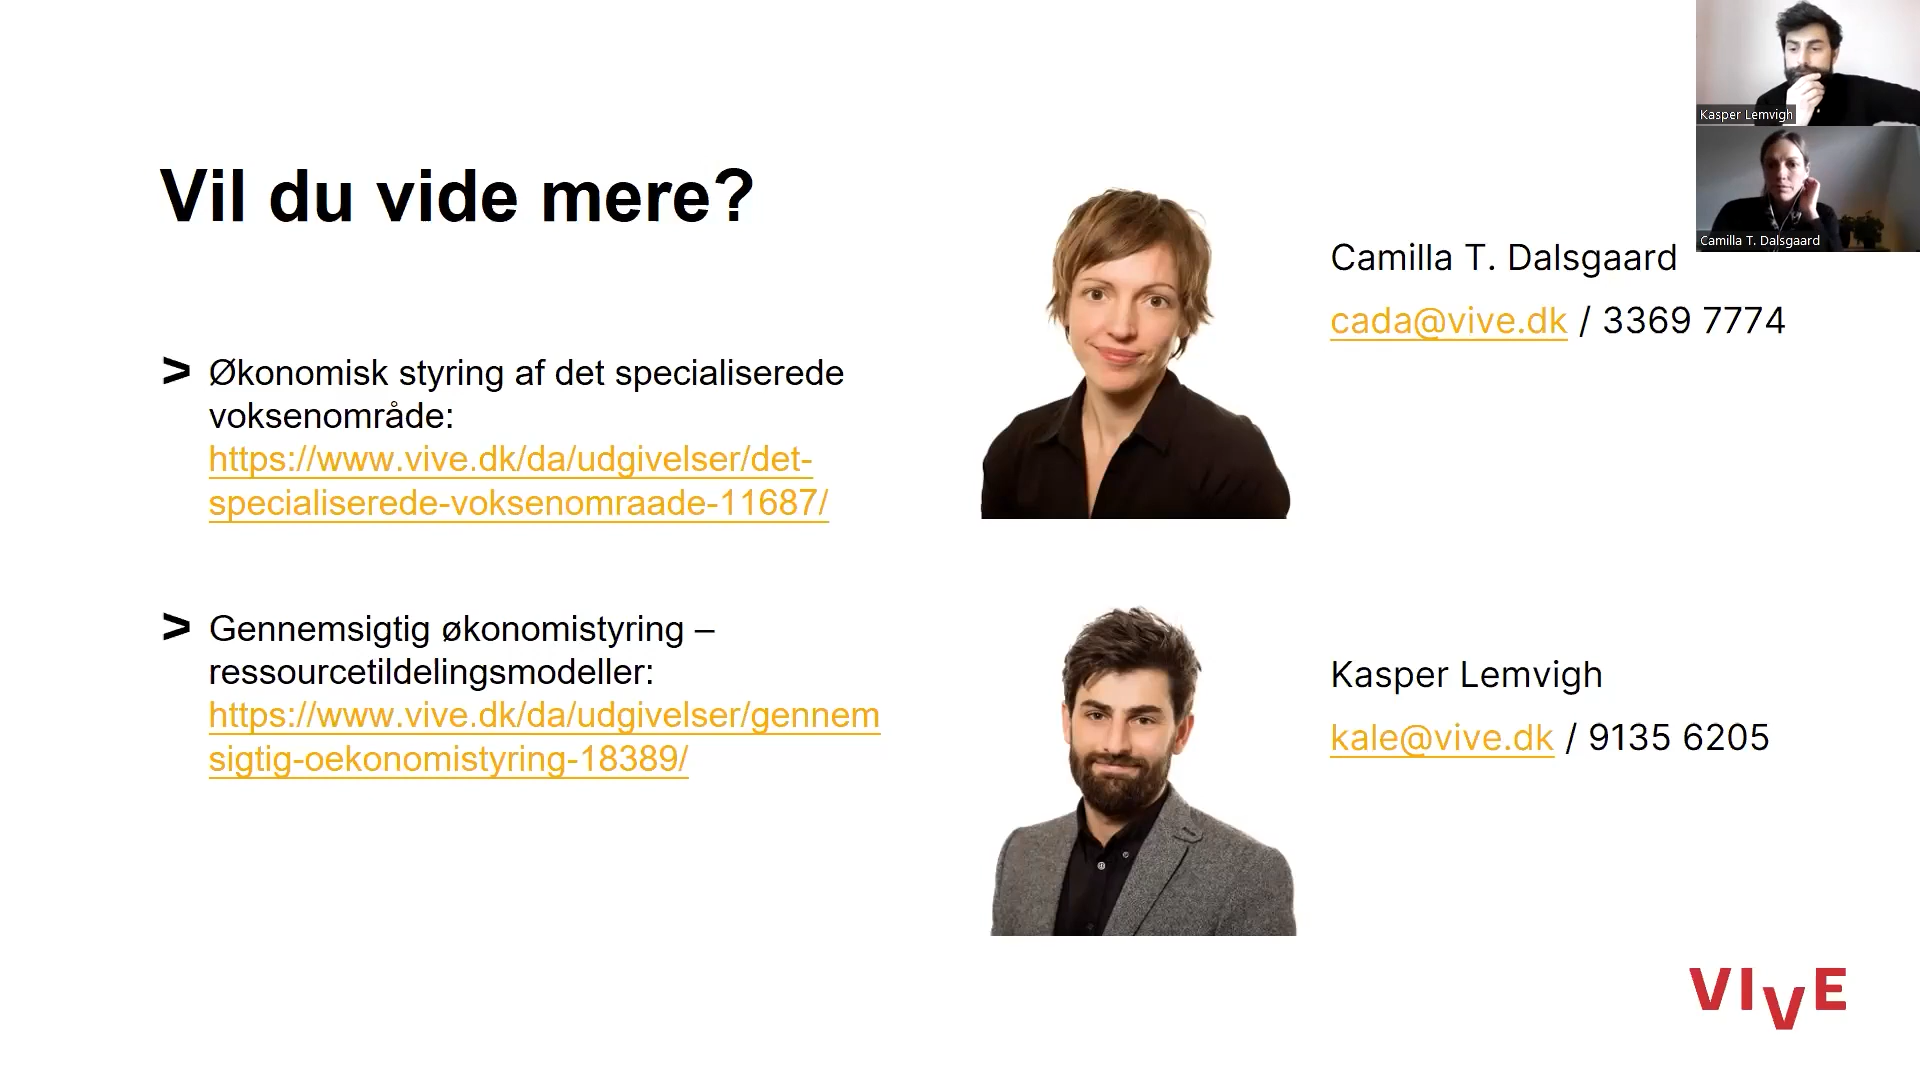 Vil du vide mere?
> Økonomisk styring af det specialiserede
voksenområde:
https://www.vive.dk/da/udgivelser/det-
specialiserede-voksenomraade-11687/
> Gennemsigtig økonomistyring –
ressourcetildelingsmodeller:
https://www.vive.dk/da/udgivelser/gennem
sigtig-oekonomistyring-18389/
Camilla T. Dalsgaard
cada@vive.dk / 3369 7774
Kasper Lemvigh
kale@vive.dk / 9135 6205
Kasper Lemvigh
Camilla T. Dalsgaard
VIVE